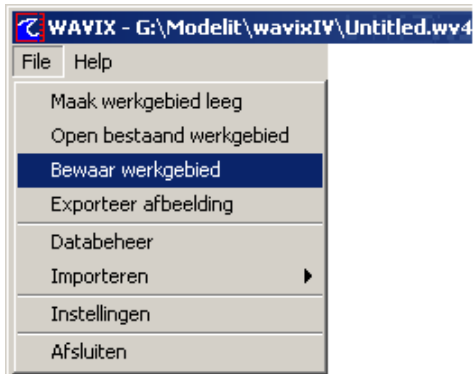 WAVIX - G:\Modelit\wavixIV\Untitled.wv4
File Help
Maak werkgebied leeg
Open bestaand werkgebied
Bewaar werkgebied
Exporteer afbeelding
Databeheer
Importeren
Instellingen
Afsluiten